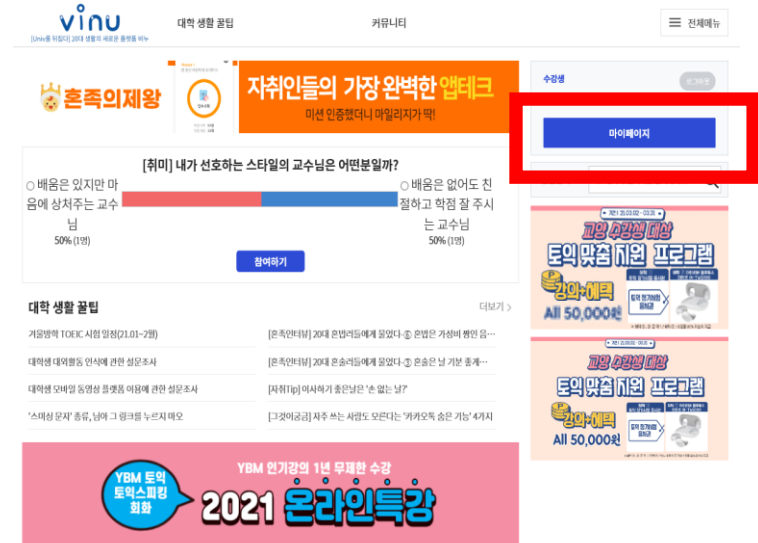 vinu
대학 생활 꿀팁
커뮤니티
전체메뉴
[Univ를 뒤집다] 20대 생활의 새로운 플랫폼 비누
혼족의제왕
자취인들의 가장 완벽한 앱테크
미션 인증했더니 마일리지가 딱!
수강생
로그아웃
마이페이지
[취미] 내가 선호하는 스타일의 교수님은 어떤분일까?
○ 배움은 있지만 마
음에 상처주는 교수
님
50% (1명)
○ 배움은 없어도 친
절하고 학점 잘 주시
는 교수님
50% (1명)
참여하기
대학 생활 꿀팁
더보기 >
겨울방학 TOEIC 시험 일정(21.01~2월)
[혼족인터뷰] 20대 혼밥러들에게 물었다-⑥ 혼밥은 가성비 짱인 음…
대학생 대외활동 인식에 관한 설문조사
[혼족인터뷰] 20대 혼술러들에게 물었다-③ 혼술은 날 기분 좋게…
대학생 모바일 동영상 플랫폼 이용에 관한 설문조사
[자취Tip] 이사하기 좋은날은 '손 없는 날?'
'스미싱 문자' 종류, 님아 그 링크를 누르지 마오
[그것이궁금] 자주 쓰는 사람도 모른다는 '카카오톡 숨은 기능' 4가지
YBM 토익
토익스피킹
회화
YBM 인기강의 1년 무제한 수강
2021 온라인특강
교양 수강생 대상
토익 맞춤 지원 프로그램
강의+혜택
All 50,000원
교양 수강생 대상
토익 맞춤 지원 프로그램
강의+혜택
All 50,000원